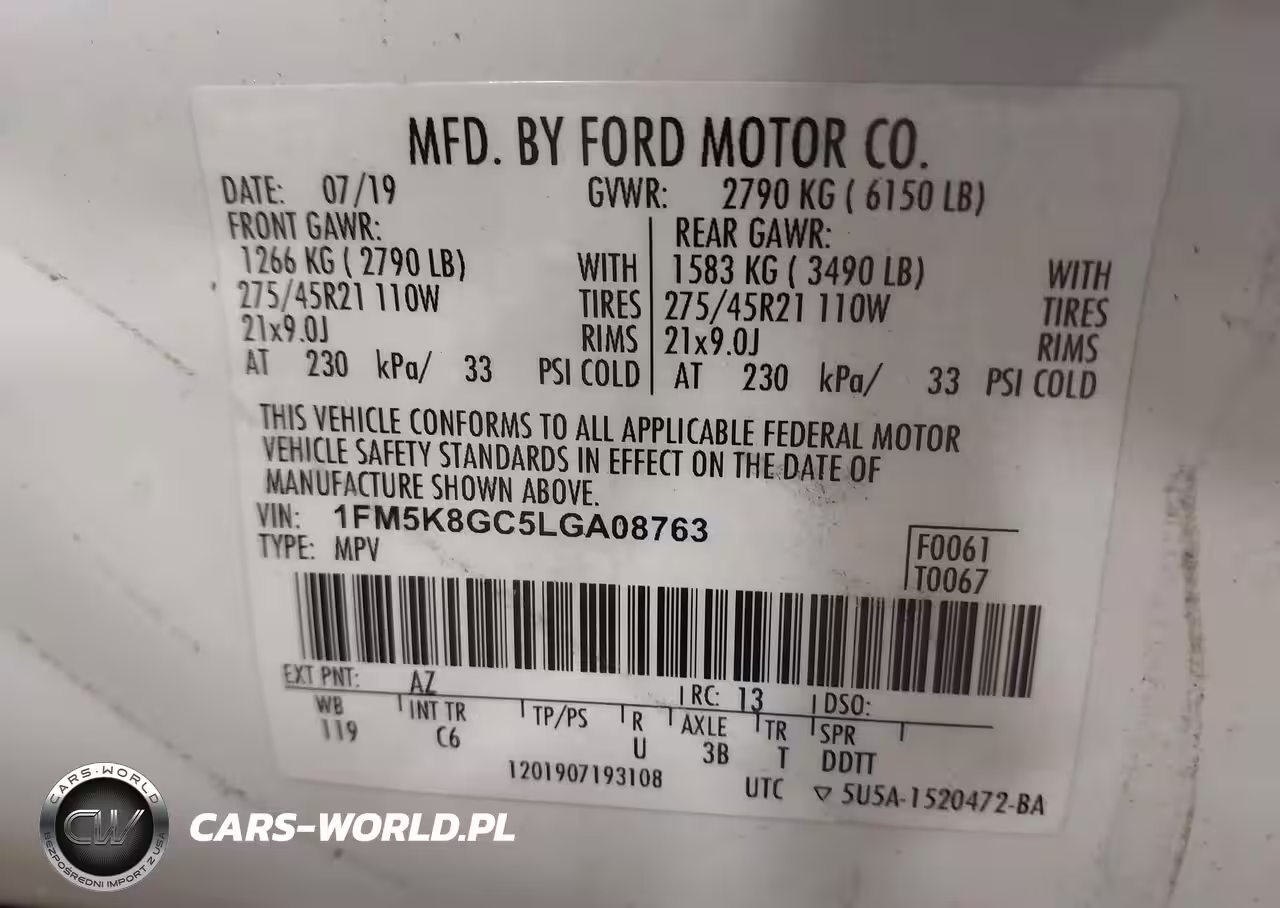 MFD. BY FORD MOTOR CO.
DATE: 07/19 GVWR: 2790 KG ( 6150 LB)
FRONT GAWR: REAR GAWR:
1266 KG ( 2790 LB) WITH 1583 KG ( 3490 LB) WITH
275/45R21 110W TIRES 275/45R21 110W TIRES
21x9.0J RIMS 21x9.0J RIMS
AT 230 kPa/ 33 PSI COLD AT 230 kPa/ 33 PSI COLD
THIS VEHICLE CONFORMS TO ALL APPLICABLE FEDERAL MOTOR
VEHICLE SAFETY STANDARDS IN EFFECT ON THE DATE OF
MANUFACTURE SHOWN ABOVE.
VIN: 1FM5K8GC5LGA08763
TYPE: MPV
F0061
T0067
EXT PNT: AZ RC: 13 DSO:
WB INT TR TP/PS R AXLE TR SPR
119 C6 U 3B T DDTT
1201907193108 UTC ▽ 5U5A-1520472-BA
CARS-WORLD
CW
BEZPOŚREDNI IMPORT Z USA
CARS-WORLD.PL